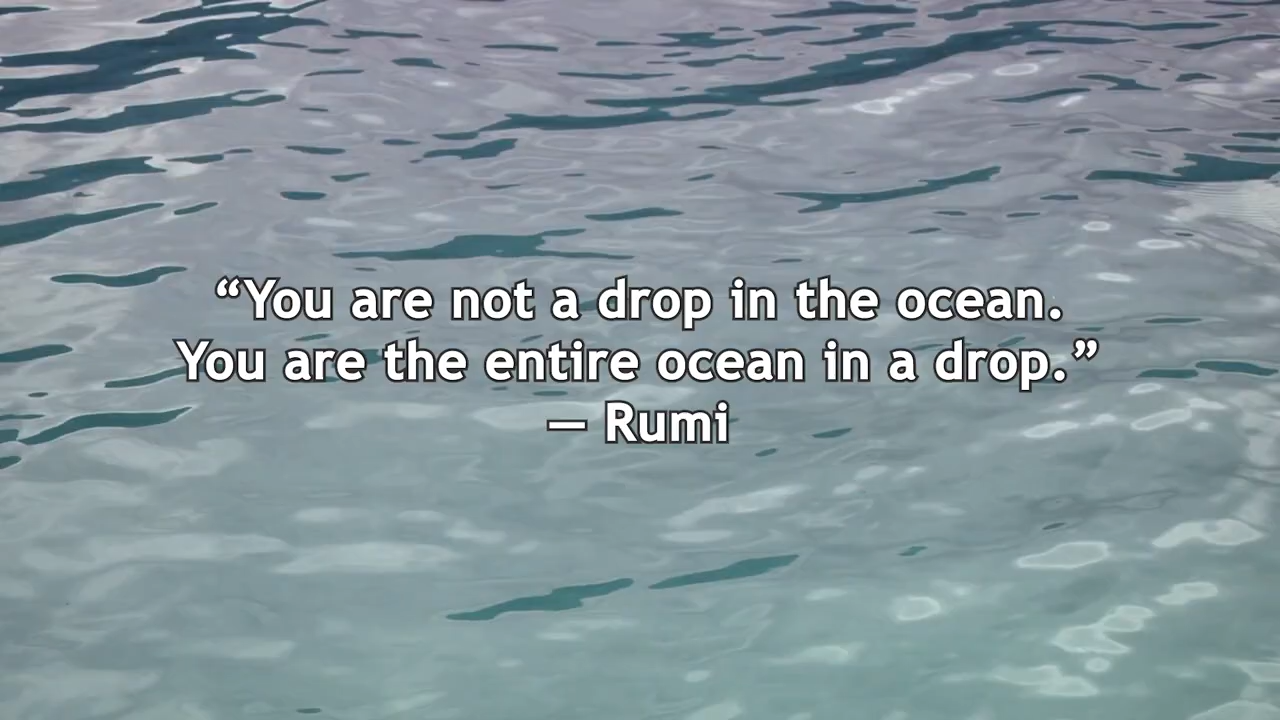 “You are not a drop in the ocean.
You are the entire ocean in a drop.”
— Rumi